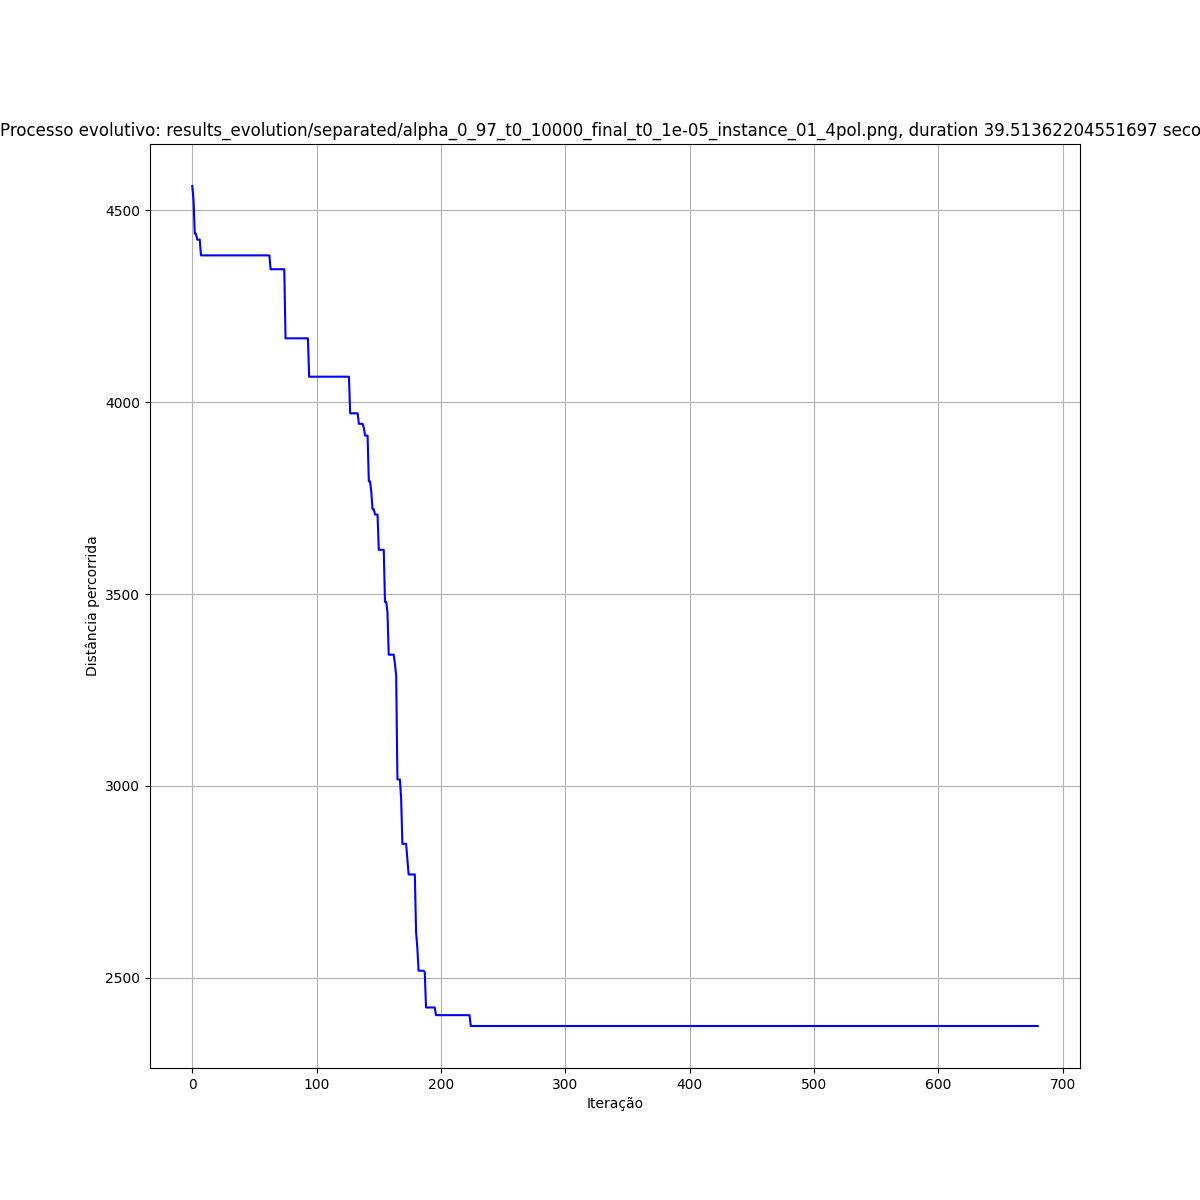 Processo evolutivo: results_evolution/separated/alpha_0_97_t0_10000_final_t0_1e-05_instance_01_4pol.png, duration 39.51362204551697 seco
4500
4000
3500
3000
2500
Distância percorrida
0 100 200 300 400 500 600 700
Iteração